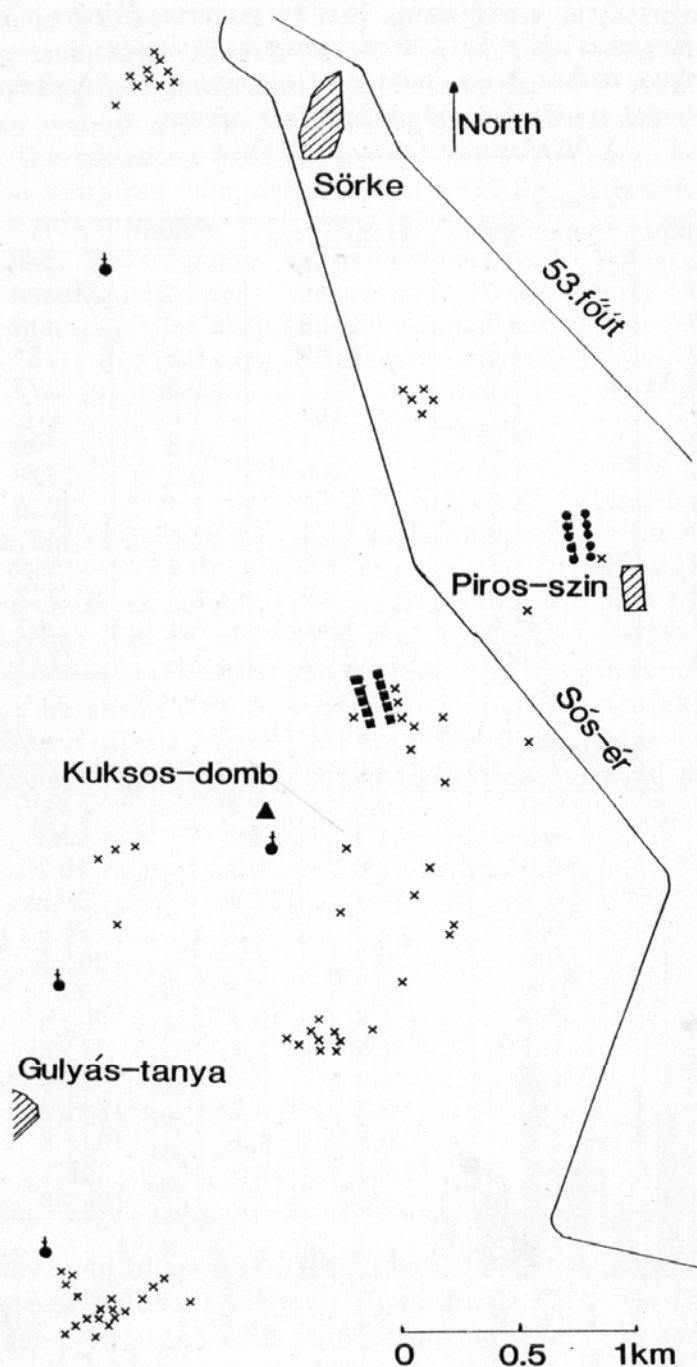 North
Sörke
53.főút
Piros-szin
Sós-ér
Kuksos-domb
Gulyás-tanya
0 0.5 1km